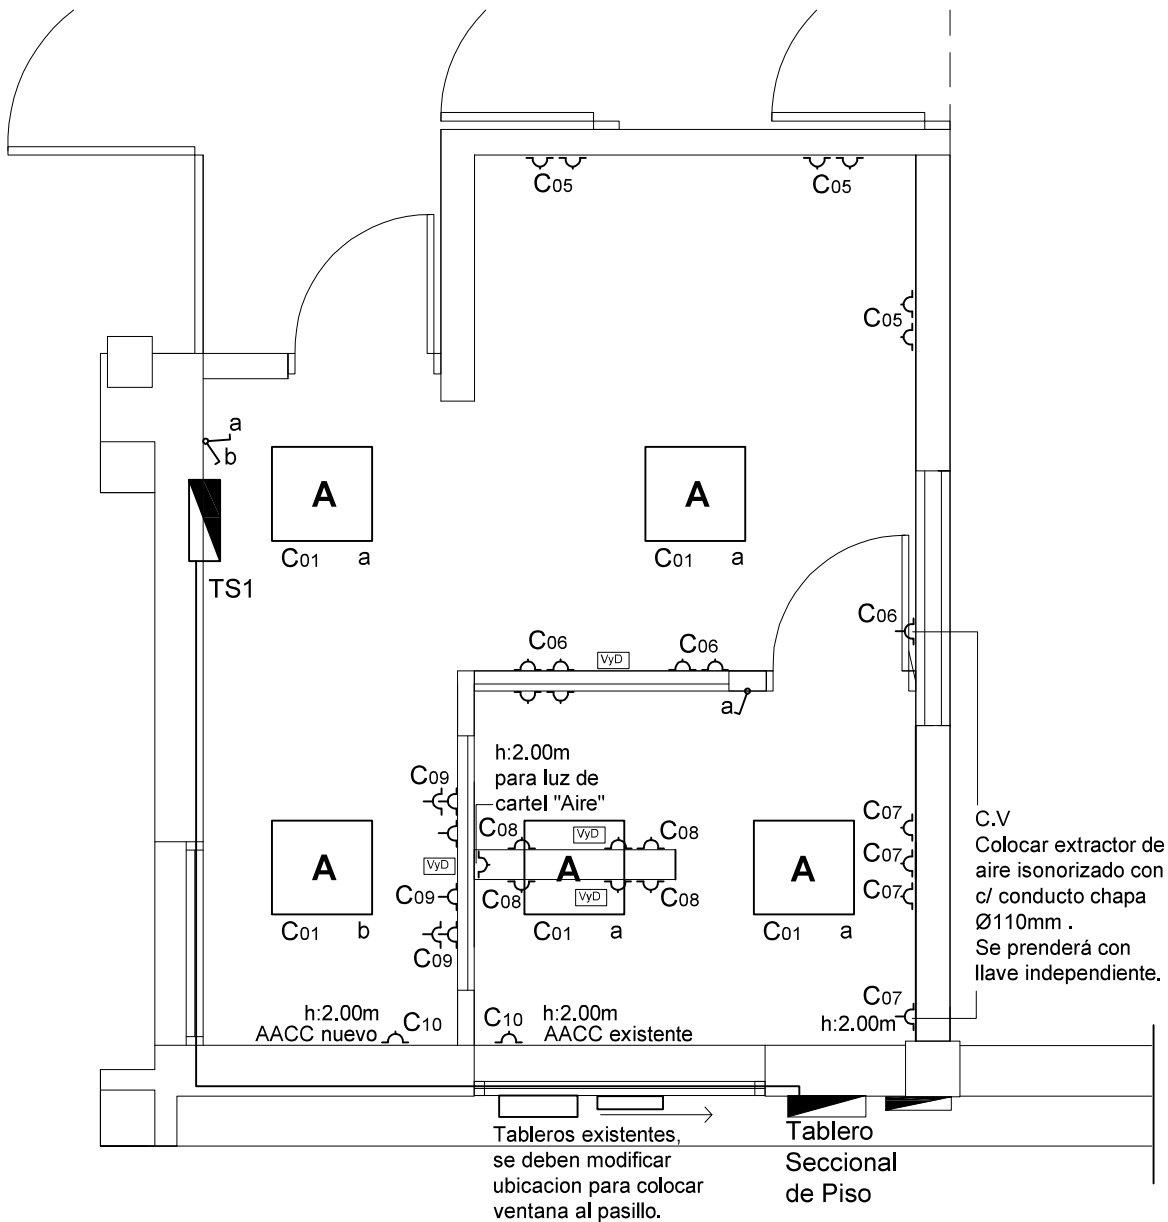 C05
C05
C05
a
b
A
A
C01 a
C01 a
TS1
C06
C06
VyD
C06
a
h:2.00m
para luz de
cartel "Aire"
C09
C08
VyD
C08
C07
C.V
Colocar extractor de
aire isonorizado con
c/ conducto chapa
Ø110mm .
Se prenderá con
llave independiente.
A
VyD
A
A
C07
C09
C08
VyD
C08
C07
C01 b
C09
C01 a
C01 a
C07
h:2.00m
h:2.00m
AACC nuevo
C10
C10
h:2.00m
AACC existente
Tableros existentes,
se deben modificar
ubicacion para colocar
ventana al pasillo.
Tablero
Seccional
de Piso